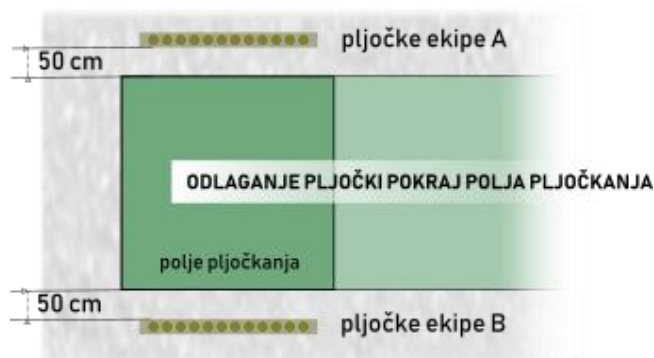 pljočke ekipe A
50 cm
ODLAGANJE PLJOČKI POKRAJ POLJA PLJOČKANJA
polje pljočkanja
50 cm
pljočke ekipe B